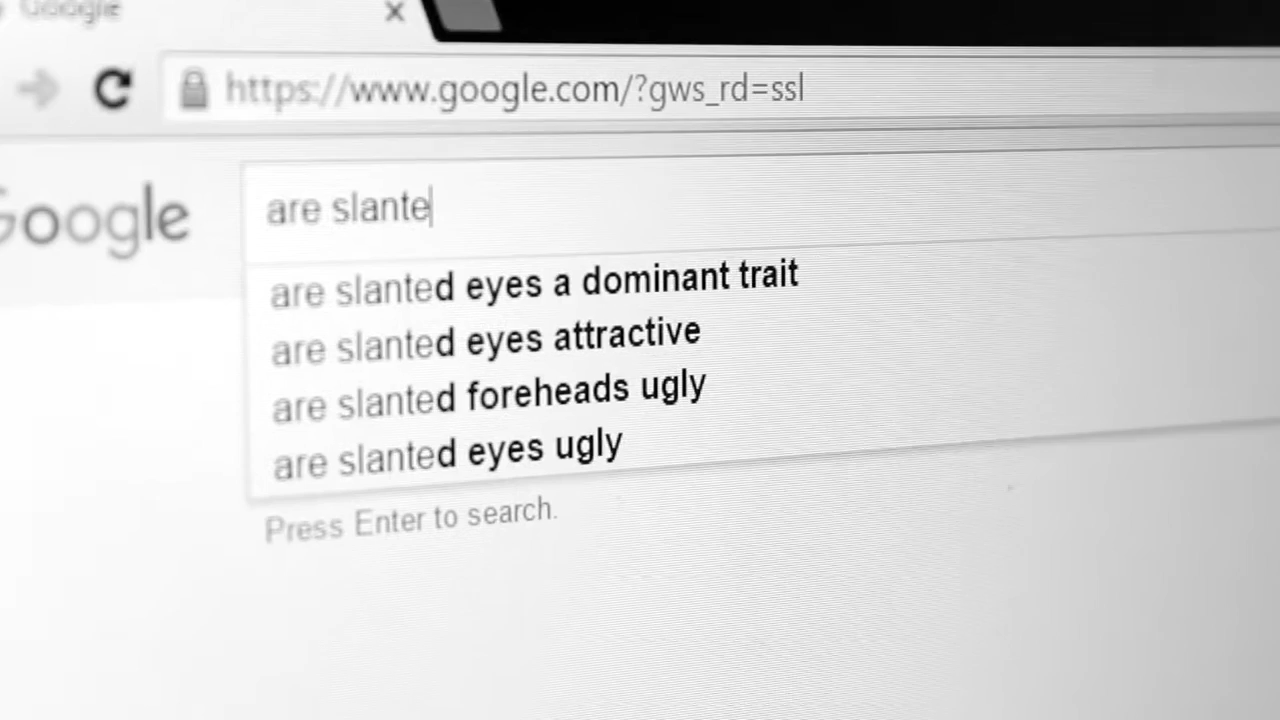 Google
https://www.google.com/?gws_rd=ssl
Google
are slante
are slanted eyes a dominant trait
are slanted eyes attractive
are slanted foreheads ugly
are slanted eyes ugly
Press Enter to search.